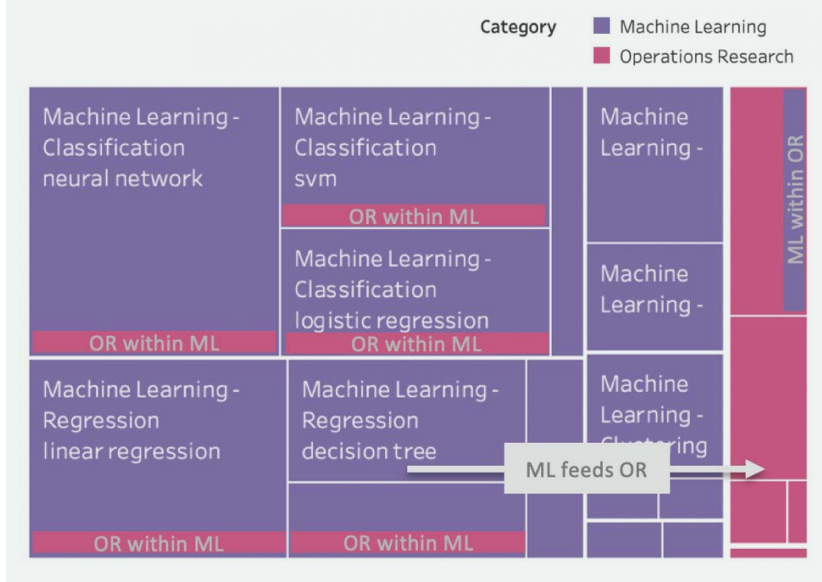 Category
Machine Learning
Operations Research
Machine Learning -
Classification
neural network
OR within ML
Machine Learning -
Classification
svm
OR within ML
Machine Learning -
Classification
logistic regression
OR within ML
Machine
Learning -
Machine
Learning -
ML within OR
Machine Learning -
Regression
linear regression
OR within ML
Machine Learning -
Regression
decision tree
OR within ML
Machine
Learning -
Clustering
ML feeds OR